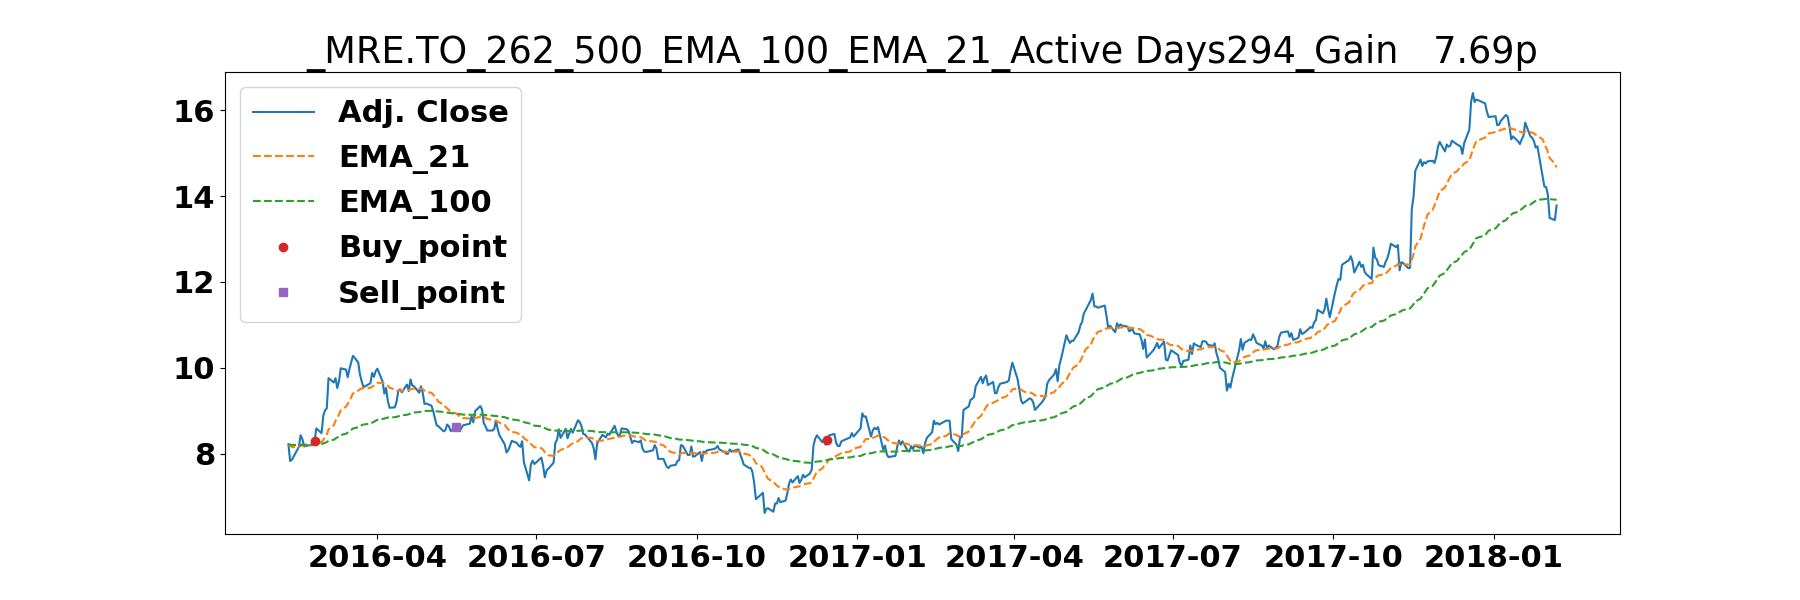 _MRE.TO_262_500_EMA_100_EMA_21_Active Days294_Gain   7.69p
Adj. Close
EMA_21
EMA_100
Buy_point
Sell_point
16
14
12
10
8
2016-04 2016-07 2016-10 2017-01 2017-04 2017-07 2017-10 2018-01